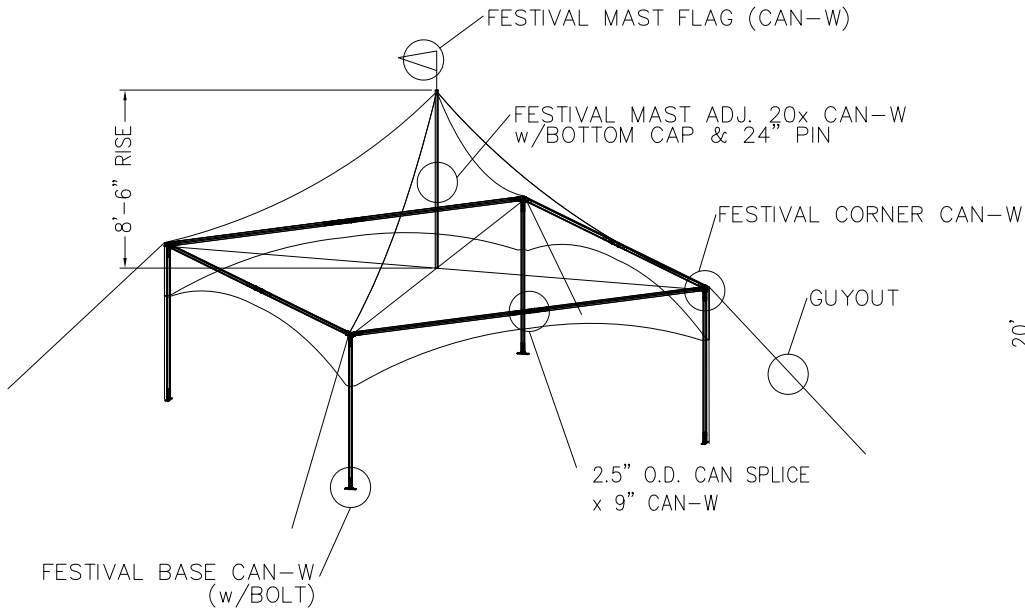 FESTIVAL MAST FLAG (CAN-W)
FESTIVAL MAST ADJ. 20x CAN-W
w/BOTTOM CAP & 24" PIN
8'-6" RISE
FESTIVAL CORNER CAN-W
GUYOUT
20'
2.5" O.D. CAN SPLICE
x 9" CAN-W
FESTIVAL BASE CAN-W
(w/BOLT)